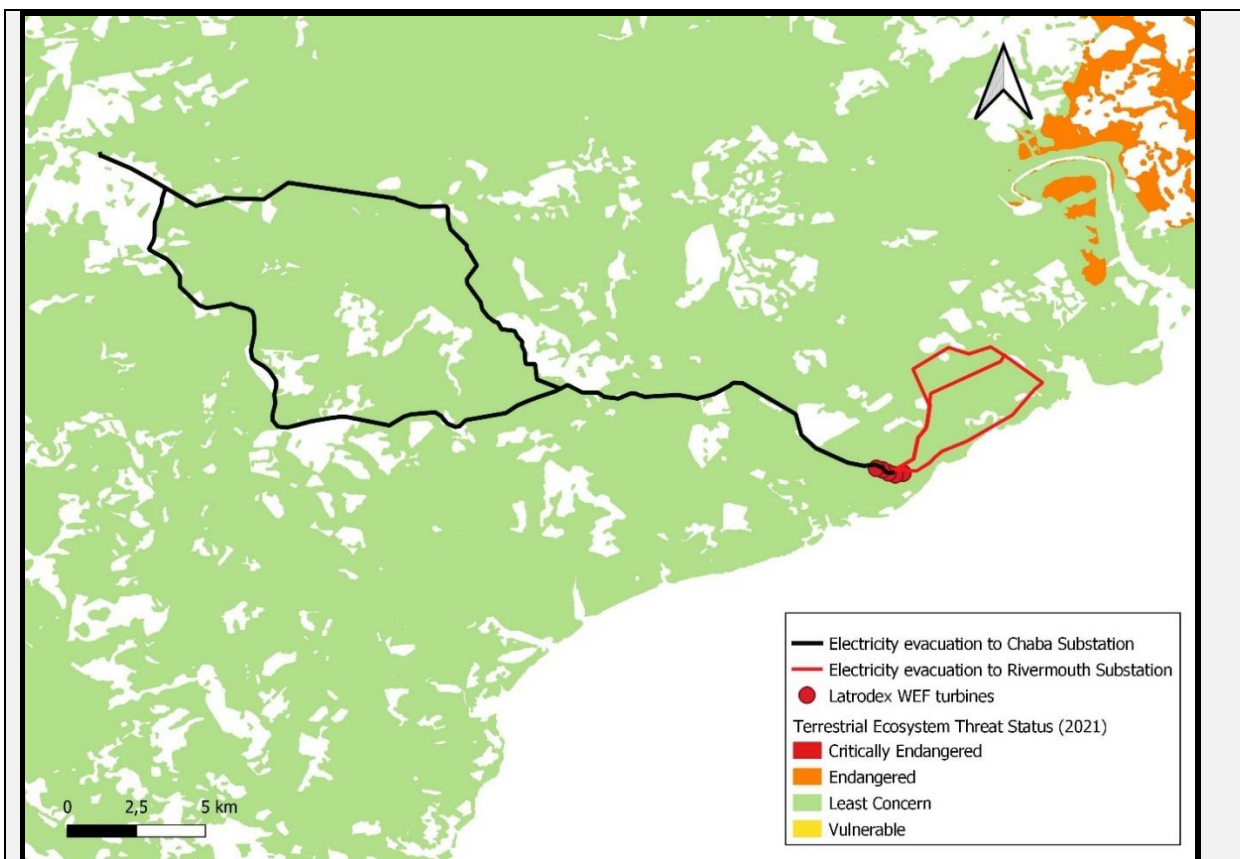 Electricity evacuation to Chaba Substation
Electricity evacuation to Rivermouth Substation
Latrodex WEF turbines
Terrestrial Ecosystem Threat Status (2021)
Critically Endangered
Endangered
Least Concern
Vulnerable
0 2,5 5 km